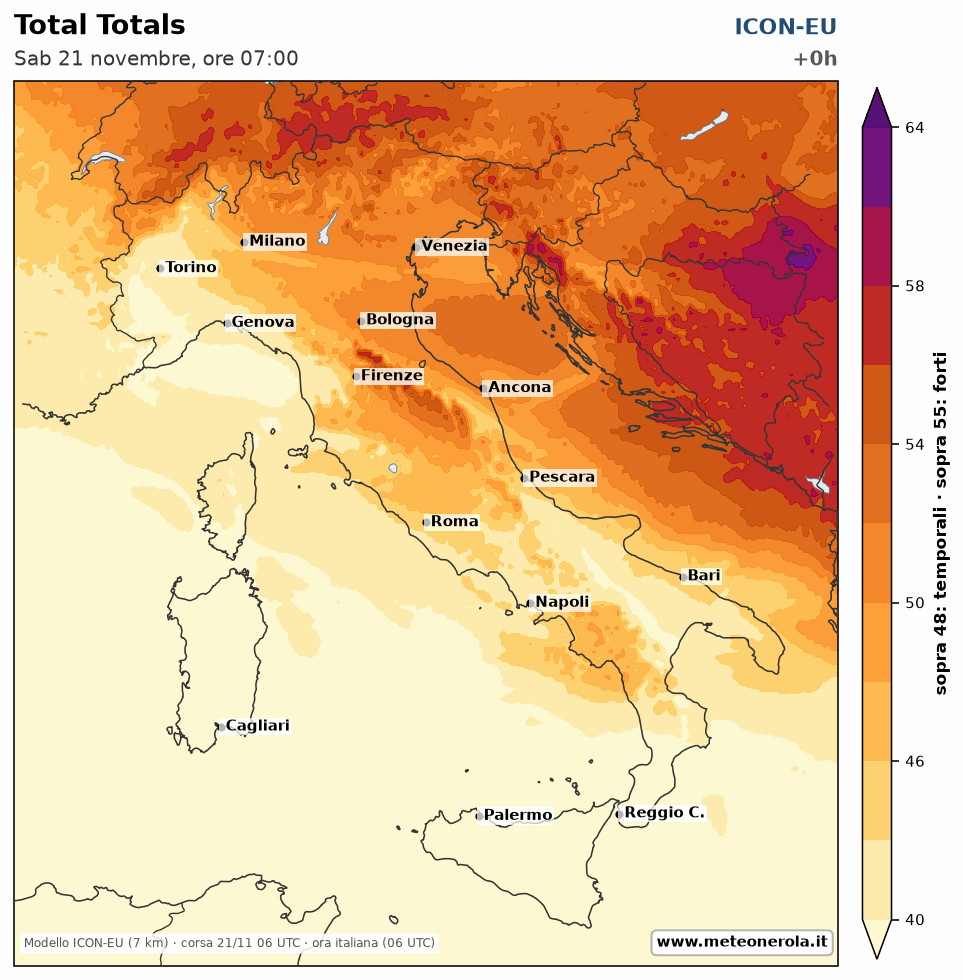 Total Totals
ICON-EU
Sab 21 novembre, ore 07:00
+0h
64
Milano
Venezia
Torino
58
Genova
Bologna
Firenze
Ancona
54
Pescara
Roma
Bari
50
Napoli
sopra 48: temporali · sopra 55: forti
Cagliari
46
Palermo
Reggio C.
40
Modello ICON-EU (7 km) · corsa 21/11 06 UTC · ora italiana (06 UTC)
www.meteonerola.it